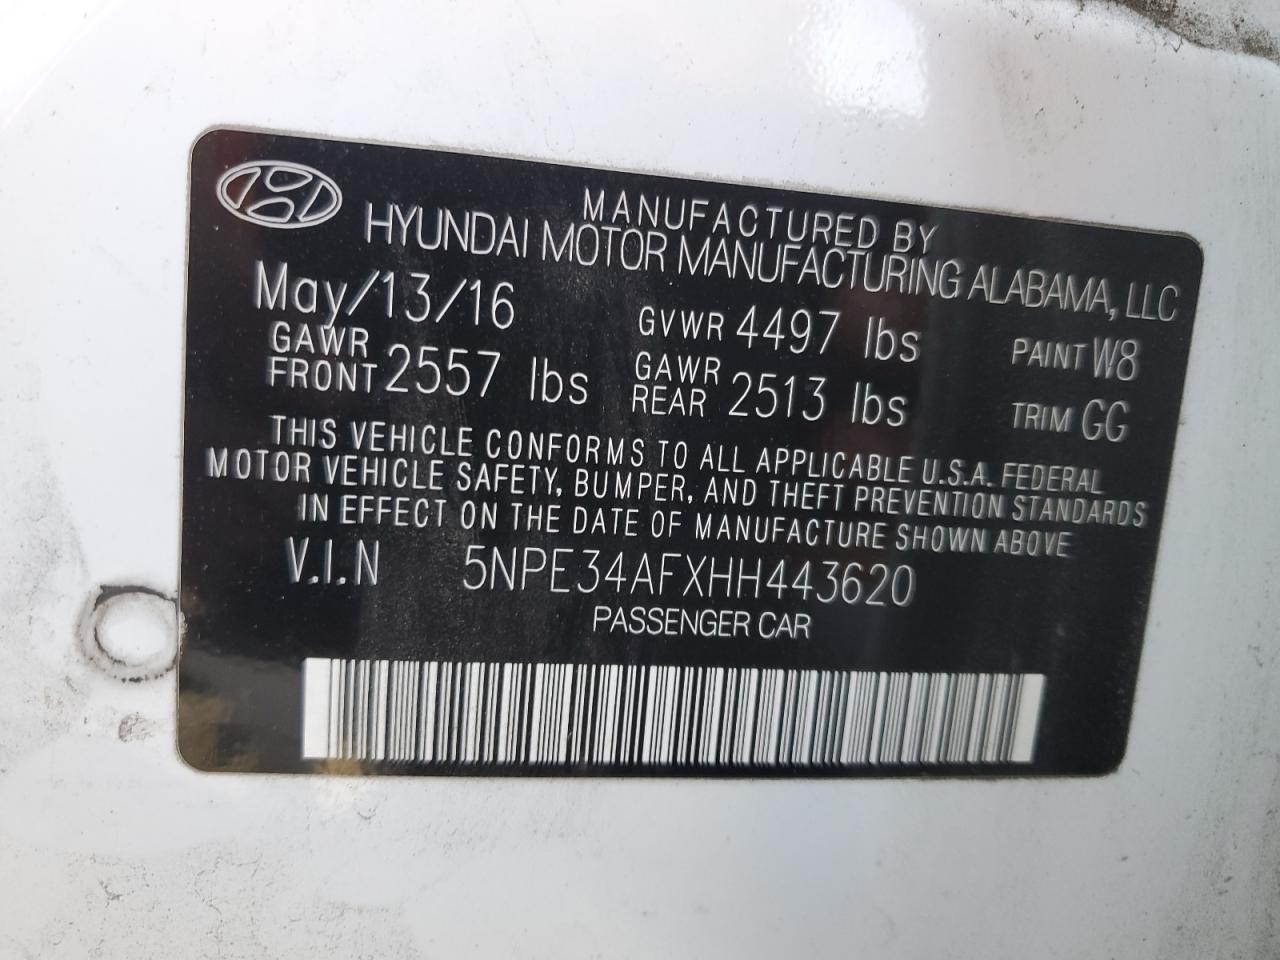 MANUFACTURED BY
HYUNDAI MOTOR MANUFACTURING ALABAMA, LLC
May/13/16 GVWR 4497 lbs PAINT W8
GAWR FRONT 2557 lbs GAWR REAR 2513 lbs TRIM GG
THIS VEHICLE CONFORMS TO ALL APPLICABLE U.S.A. FEDERAL
MOTOR VEHICLE SAFETY, BUMPER, AND THEFT PREVENTION STANDARDS
IN EFFECT ON THE DATE OF MANUFACTURE SHOWN ABOVE
V.I.N 5NPE34AFXHH443620
PASSENGER CAR